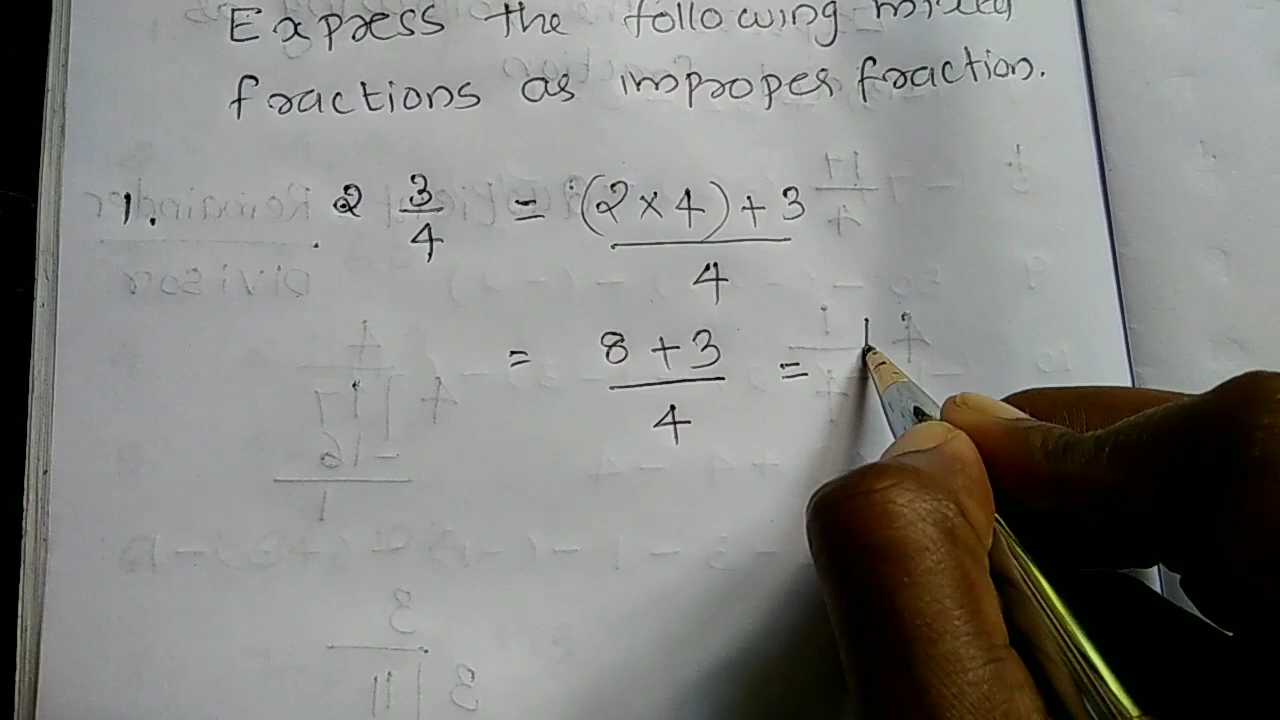 Express the following mixed
fractions as improper fraction.
1. 2 3/4 = (2 × 4) + 3 / 4
= 8 + 3 / 4 = 1